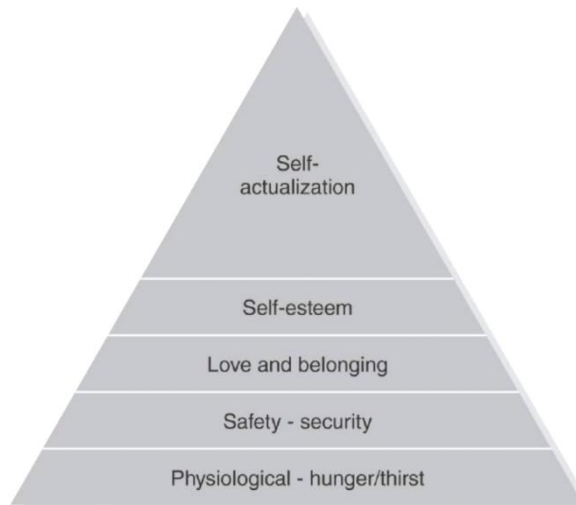 Self-
actualization
Self-esteem
Love and belonging
Safety - security
Physiological - hunger/thirst